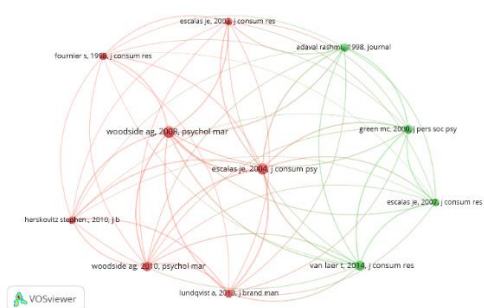 escalas je, 2003, j consum res
adaval rashmi, 1998, journal
fournier s, 1998, j consum res
green mc, 2000, j pers soc psy
woodside ag, 2008, psychol mar
escalas je, 2004, j consum psy
escalas je, 2007, j consum res
herskovitz stephen., 2010, j b
woodside ag, 2010, psychol mar
van laer t, 2014, j consum res
lundqvist a, 2013, j brand man
VOSviewer